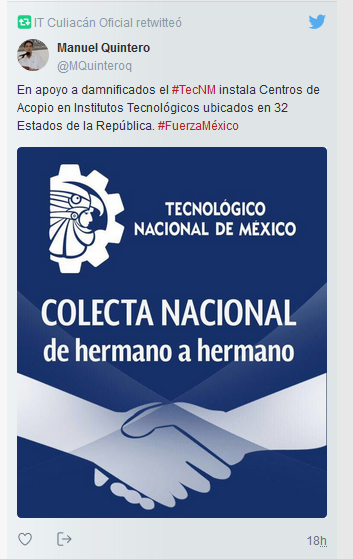 IT Culiacán Oficial retwitteó
Manuel Quintero
@MQuinteroq
En apoyo a damnificados el #TecNM instala Centros de
Acopio en Institutos Tecnológicos ubicados en 32
Estados de la República. #FuerzaMéxico
TECNOLÓGICO
NACIONAL DE MÉXICO
COLECTA NACIONAL
de hermano a hermano
18h